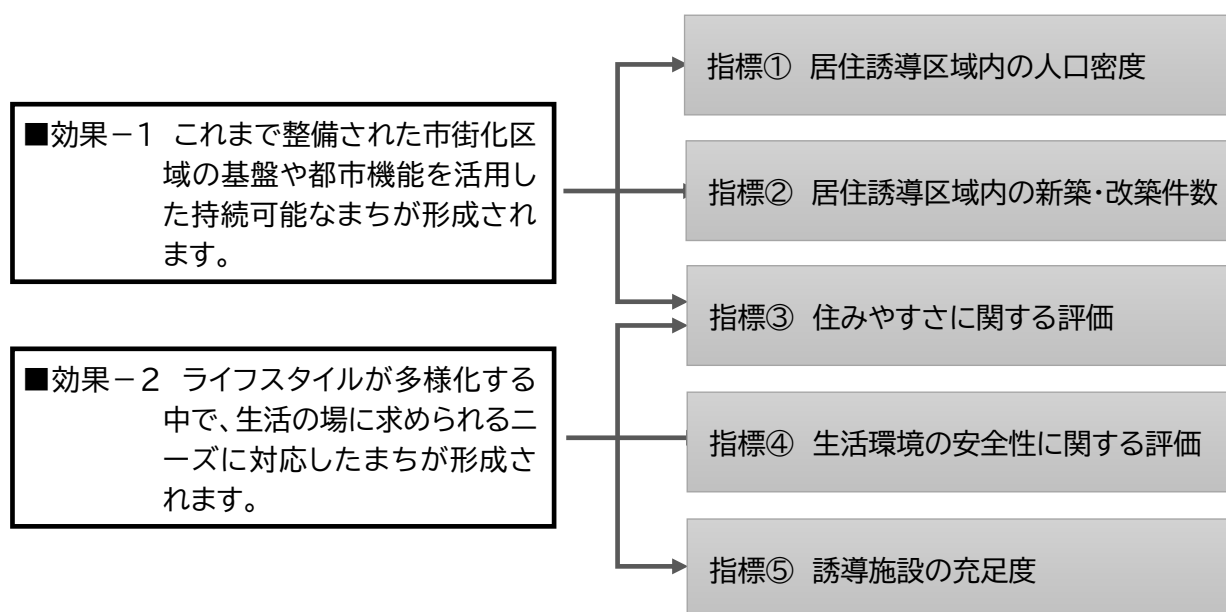 ■効果－1 これまで整備された市街化区
域の基盤や都市機能を活用し
た持続可能なまちが形成され
ます。
■効果－2 ライフスタイルが多様化する
中で、生活の場に求められるニ
ーズに対応したまちが形成さ
れます。
指標① 居住誘導区域内の人口密度
指標② 居住誘導区域内の新築・改築件数
指標③ 住みやすさに関する評価
指標④ 生活環境の安全性に関する評価
指標⑤ 誘導施設の充足度